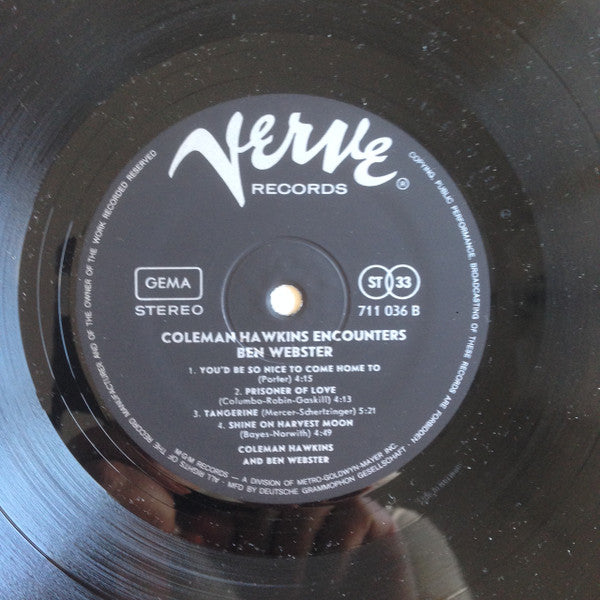 Verve
RECORDS
®
GEMA
STEREO
ST 33
711 036 B
COLEMAN HAWKINS ENCOUNTERS
BEN WEBSTER
1. YOU'D BE SO NICE TO COME HOME TO
(Porter) 4:15
2. PRISONER OF LOVE
(Columbo-Robin-Gaskill) 4:13
3. TANGERINE (Mercer-Schertzinger) 5:21
4. SHINE ON HARVEST MOON
(Bayes-Norwith) 4:49
COLEMAN HAWKINS
AND BEN WEBSTER
M-G-M RECORDS — A DIVISION OF METRO-GOLDWYN-MAYER INC.
ALL RIGHTS OF THE RECORD MANUFACTURER AND OF THE OWNER OF THE WORK RECORDED RESERVED
COPYING, PUBLIC PERFORMANCE, BROADCASTING OF THESE RECORDS ARE FORBIDDEN
MFD BY DEUTSCHE GRAMMOPHON GESELLSCHAFT